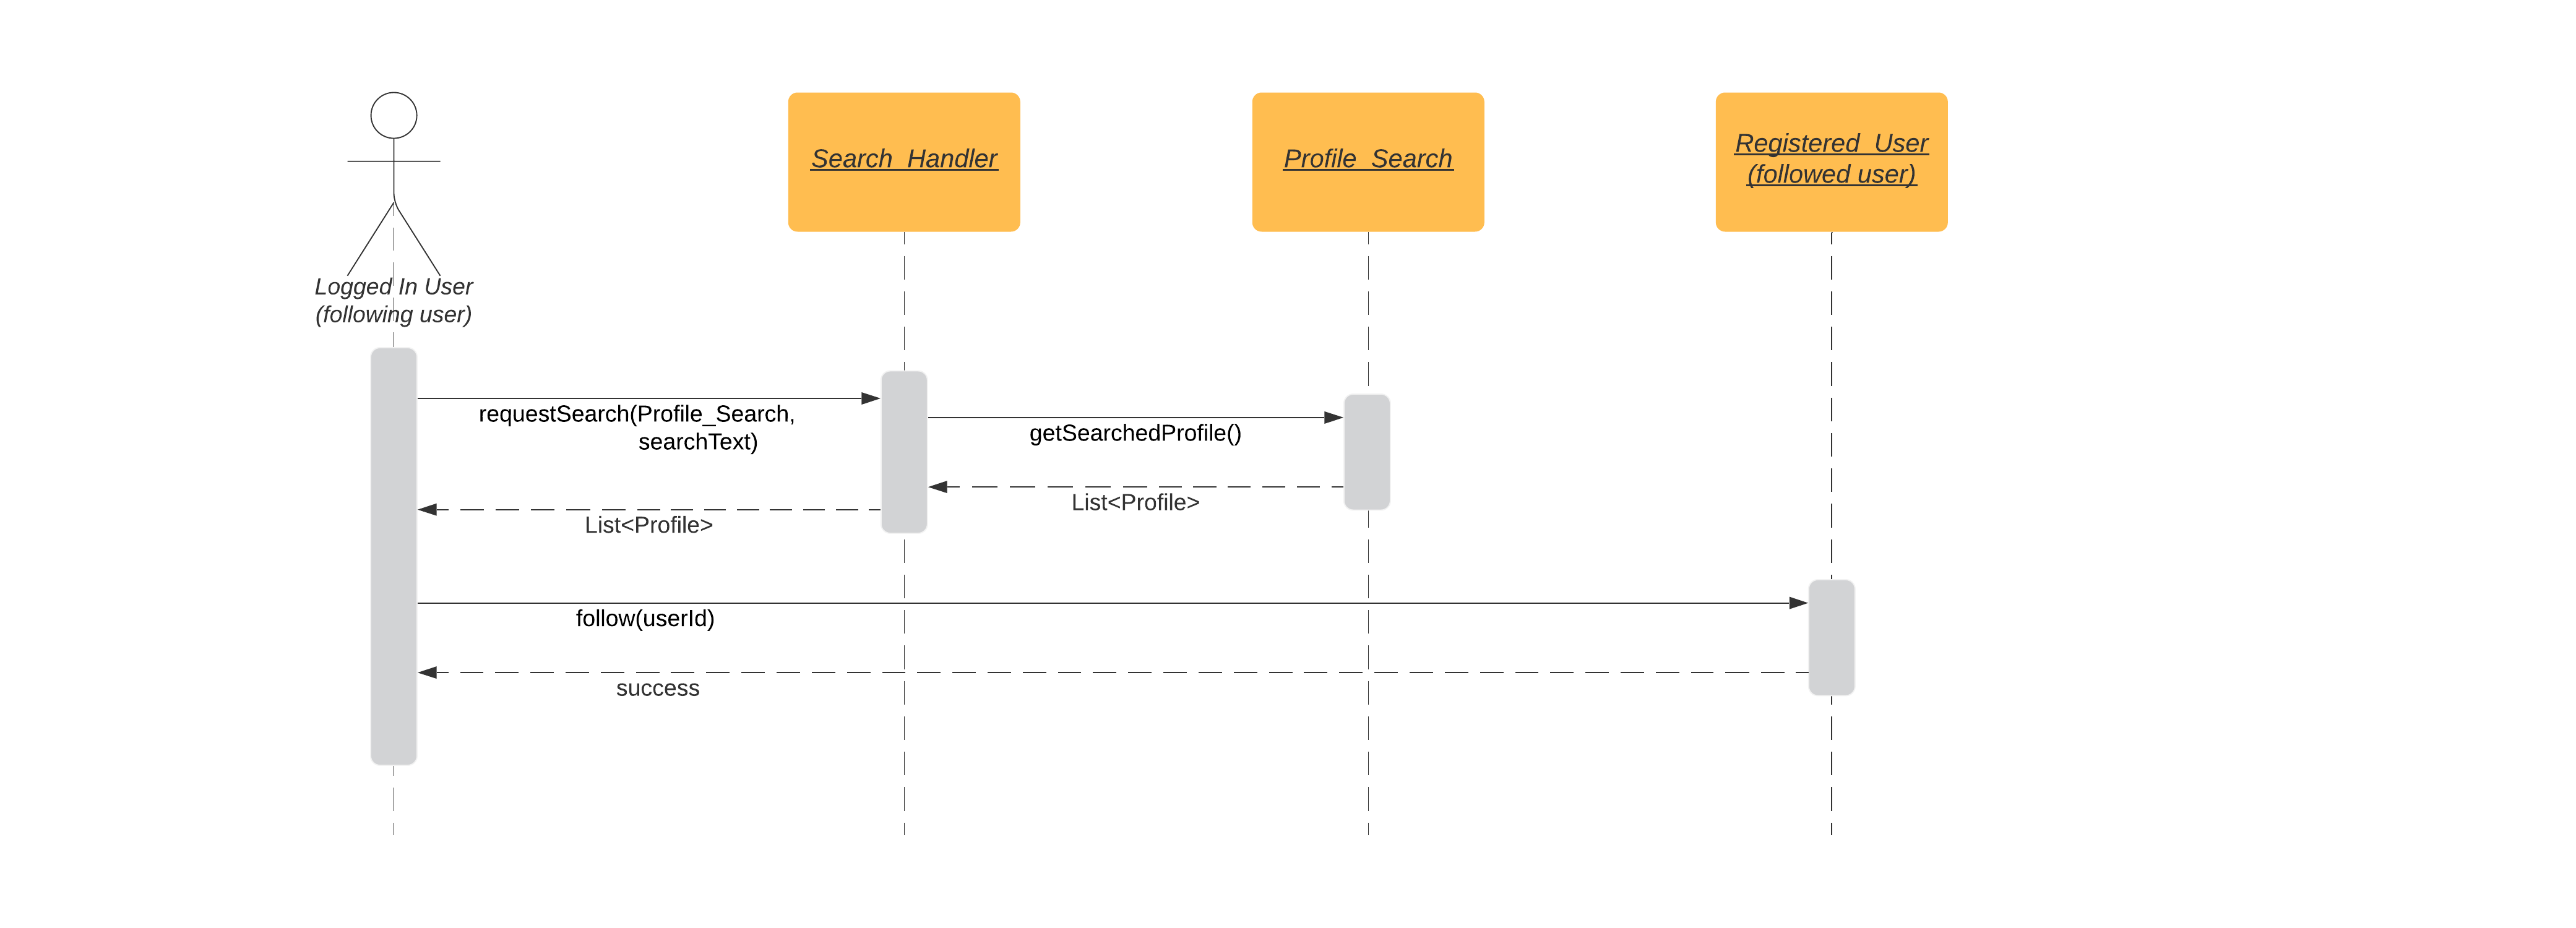 Search_Handler
Profile_Search
Registered_User
(followed user)
Logged In User
(following user)
requestSearch(Profile_Search,
searchText)
getSearchedProfile()
List<Profile>
List<Profile>
follow(userId)
success